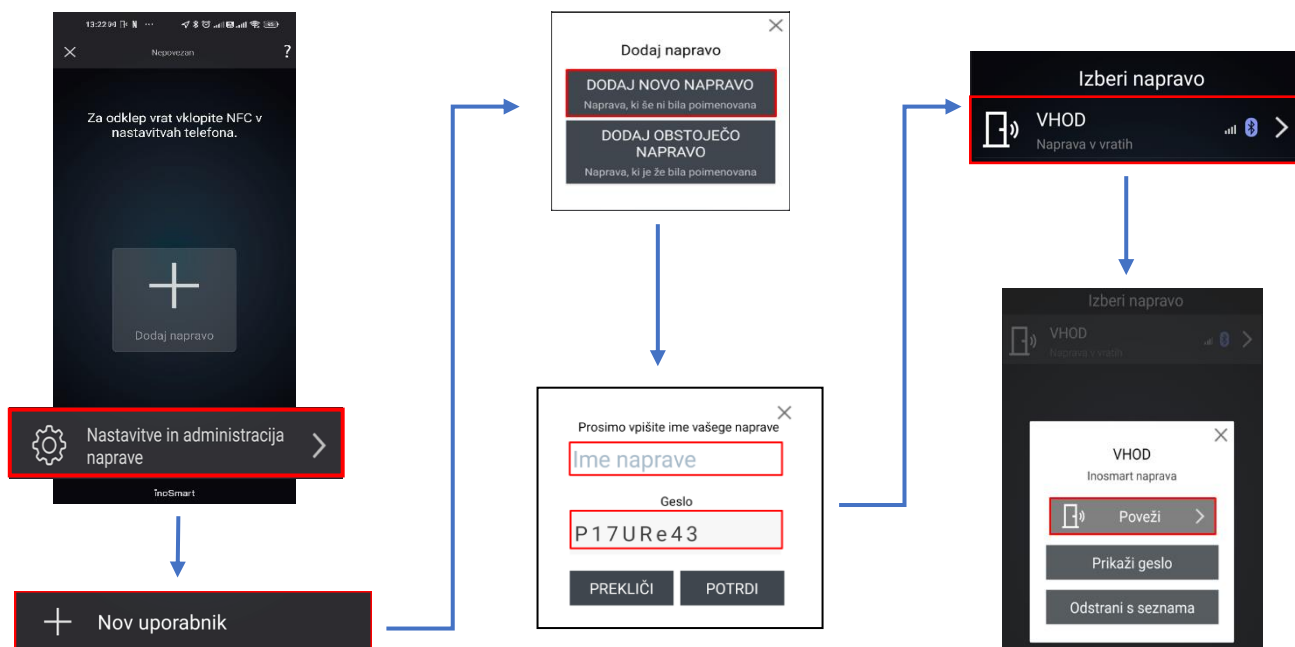 13:22
Nepovezan
?
Za odklep vrat vklopite NFC v
nastavitvah telefona.
Dodaj napravo
Nastavitve in administracija
naprave
inoSmart
Nov uporabnik
Dodaj napravo
DODAJ NOVO NAPRAVO
Naprava, ki še ni bila poimenovana
DODAJ OBSTOJEČO
NAPRAVO
Naprava, ki je že bila poimenovana
Prosimo vpišite ime vašege naprave
Ime naprave
Geslo
P17URe43
PREKLIČI
POTRDI
Izberi napravo
VHOD
Naprava v vratih
Izberi napravo
VHOD
Naprava v vratih
VHOD
Inosmart naprava
Poveži
Prikaži geslo
Odstrani s seznama